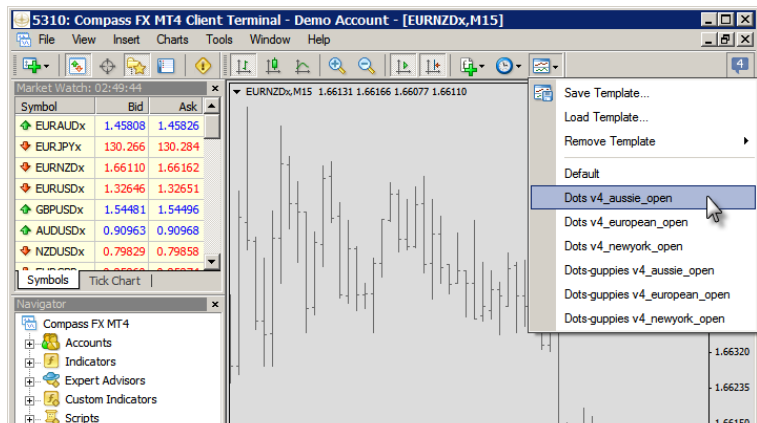 5310: Compass FX MT4 Client Terminal - Demo Account - [EURNZDx,M15]
File View Insert Charts Tools Window Help
4
Market Watch: 02:49:44
Symbol Bid Ask
EURAUDx 1.45808 1.45826
EURJPYx 130.266 130.284
EURNZDx 1.66110 1.66162
EURUSDx 1.32646 1.32651
GBPUSDx 1.54481 1.54496
AUDUSDx 0.90963 0.90968
NZDUSDx 0.79829 0.79858
Symbols Tick Chart
Navigator
Compass FX MT4
Accounts
Indicators
Expert Advisors
Custom Indicators
Scripts
EURNZDx,M15 1.66131 1.66166 1.66077 1.66110
Save Template...
Load Template...
Remove Template
Default
Dots v4_aussie_open
Dots v4_european_open
Dots v4_newyork_open
Dots-guppies v4_aussie_open
Dots-guppies v4_european_open
Dots-guppies v4_newyork_open
1.66320
1.66235